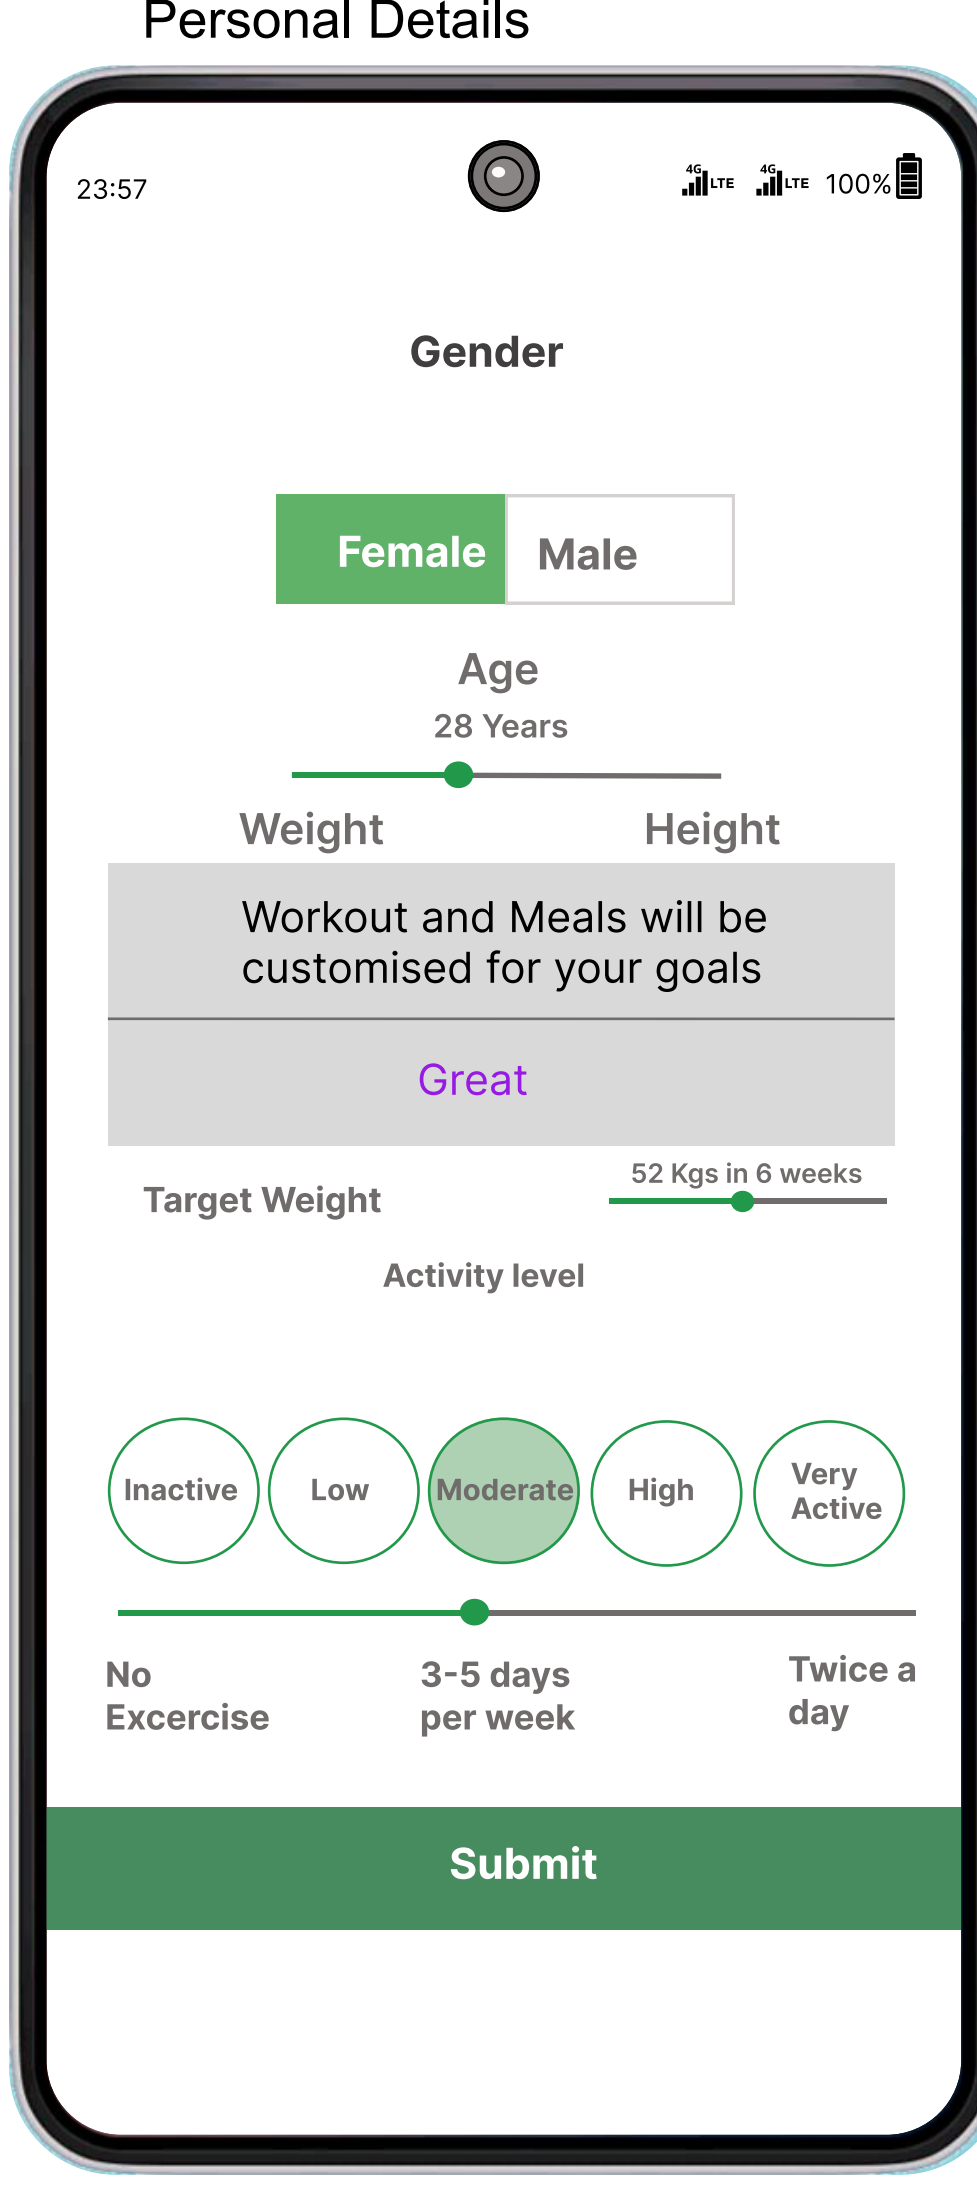 Personal Details
23:57
4G LTE 4G LTE 100%
Gender
Female Male
Age
28 Years
Weight Height
Workout and Meals will be
customised for your goals
Great
52 Kgs in 6 weeks
Target Weight
Activity level
Inactive Low Moderate High Very
Active
No 3-5 days Twice a
Excercise per week day
Submit